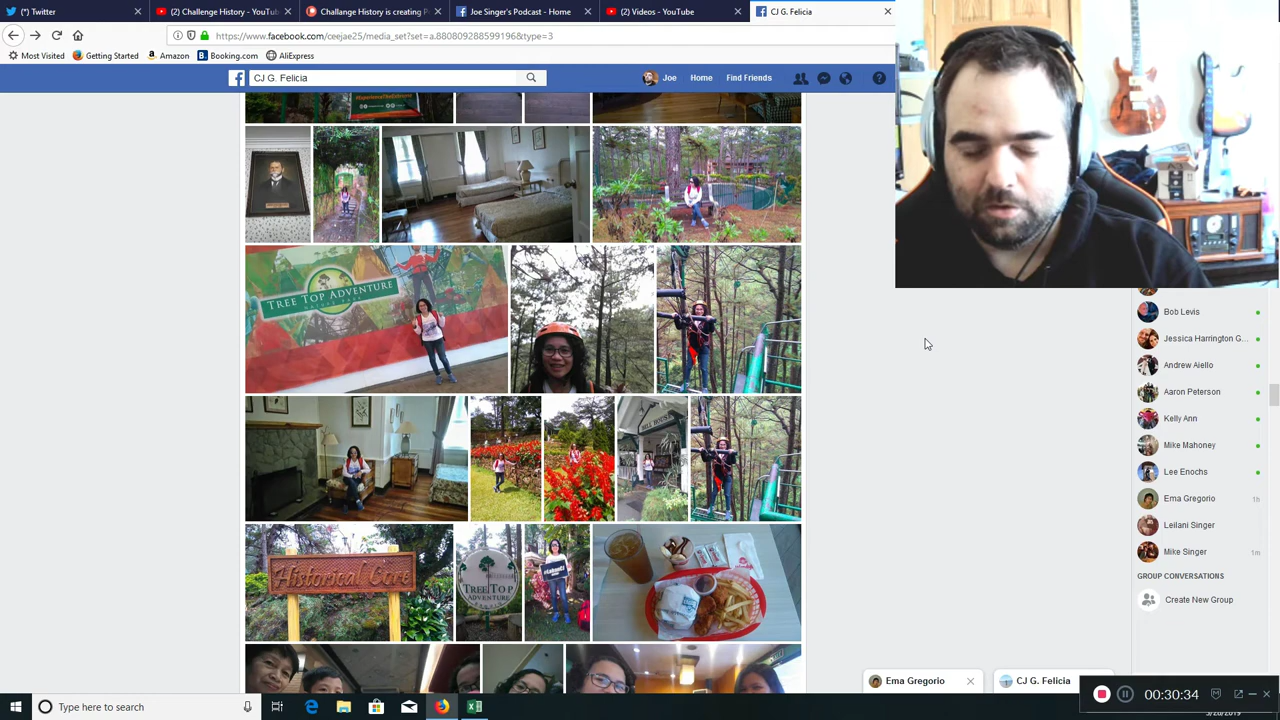 (*) Twitter
(2) Challenge History - YouTub
Challange History is creating P
Joe Singer's Podcast - Home
(2) Videos - YouTube
CJ G. Felicia
https://www.facebook.com/ceejae25/media_set?set=a.8808092885991968&type=3
Most Visited
Getting Started
Amazon
Booking.com
AliExpress
CJ G. Felicia
Joe
Home
Find Friends
TREE TOP ADVENTURE
Historical Core
TREE TOP
ADVENTURE
Bob Levis
Jessica Harrington G...
Andrew Aiello
Aaron Peterson
Kelly Ann
Mike Mahoney
Lee Enochs
Ema Gregorio
1h
Leilani Singer
Mike Singer
1m
GROUP CONVERSATIONS
Create New Group
Ema Gregorio
CJ G. Felicia
00:30:34
Type here to search